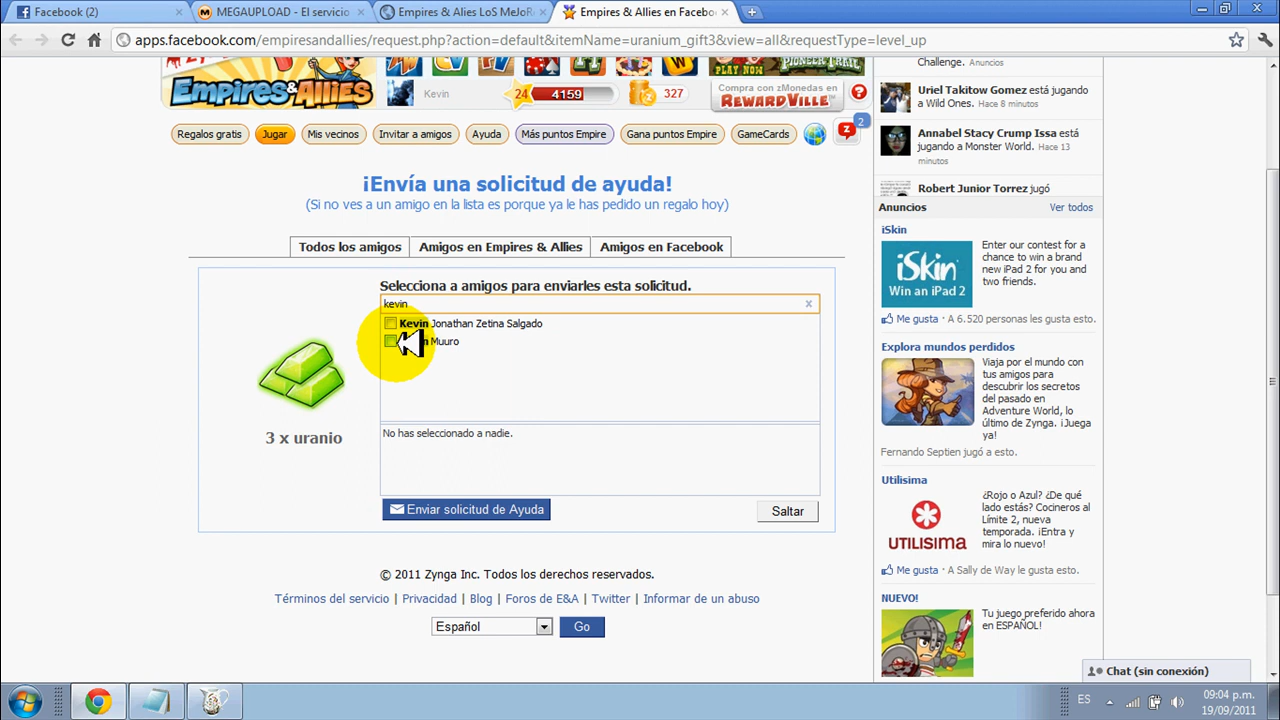 Facebook (2)
MEGAUPLOAD - El servicio
Empires & Alies LoS MeJoR
Empires & Allies en Facebo
apps.facebook.com/empiresandallies/request.php?action=default&itemName=uranium_gift3&view=all&requestType=level_up
EMPIRES & ALLIES
PLAY NOW
PIONEER TRAIL
Kevin
24
4159
327
Compra con zMonedas en
REWARDVILLE
Regalos gratis
Jugar
Mis vecinos
Invitar a amigos
Ayuda
Más puntos Empire
Gana puntos Empire
GameCards
2
¡Envía una solicitud de ayuda!
(Si no ves a un amigo en la lista es porque ya le has pedido un regalo hoy)
Todos los amigos
Amigos en Empires & Allies
Amigos en Facebook
Selecciona a amigos para enviarles esta solicitud.
kevin
Kevin Jonathan Zetina Salgado
Muuro
3 x uranio
No has seleccionado a nadie.
Enviar solicitud de Ayuda
Saltar
© 2011 Zynga Inc. Todos los derechos reservados.
Términos del servicio | Privacidad | Blog | Foros de E&A | Twitter | Informar de un abuso
Español
Go
Challenge. Anuncios
Uriel Takitow Gomez está jugando
a Wild Ones. Hace 8 minutos
Annabel Stacy Crump Issa está
jugando a Monster World. Hace 13
minutos
Robert Junior Torrez jugó
Anuncios
Ver todos
iSkin
iSkin
Win an iPad 2
Enter our contest for a
chance to win a brand
new iPad 2 for you and
two friends.
Me gusta · A 6.520 personas les gusta esto.
Explora mundos perdidos
Viaja por el mundo con
tus amigos para
descubrir los secretos
del pasado en
Adventure World, lo
último de Zynga. ¡Juega
ya!
Fernando Septien jugó a esto.
Utilisima
UTILISIMA
¿Rojo o Azul? ¿De qué
lado estás? Cocineros al
Límite 2, nueva
temporada. ¡Entra y
mira lo nuevo!
Me gusta · A Sally de Way le gusta esto.
NUEVO!
Tu juego preferido ahora
en ESPAÑOL!
Chat (sin conexión)
ES
09:04 p.m.
19/09/2011